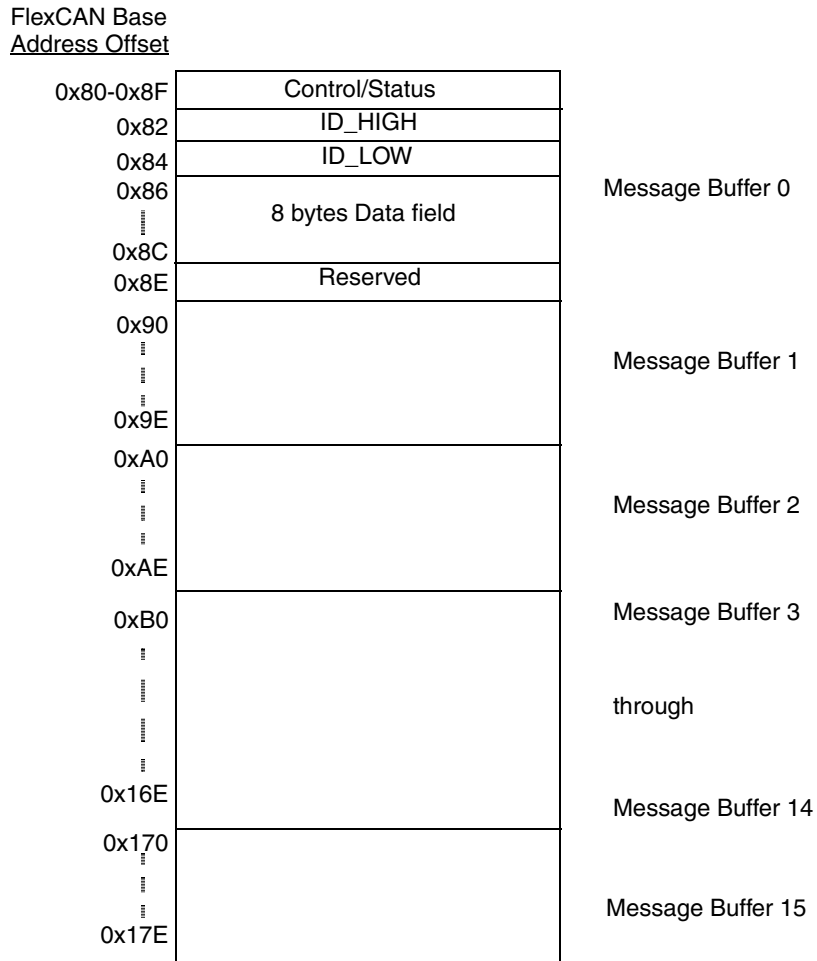 FlexCAN Base
Address Offset
0x80-0x8F Control/Status
0x82 ID_HIGH
0x84 ID_LOW
0x86 Message Buffer 0
8 bytes Data field
0x8C
0x8E Reserved
0x90
Message Buffer 1
0x9E
0xA0
Message Buffer 2
0xAE
Message Buffer 3
0xB0
through
0x16E
Message Buffer 14
0x170
Message Buffer 15
0x17E